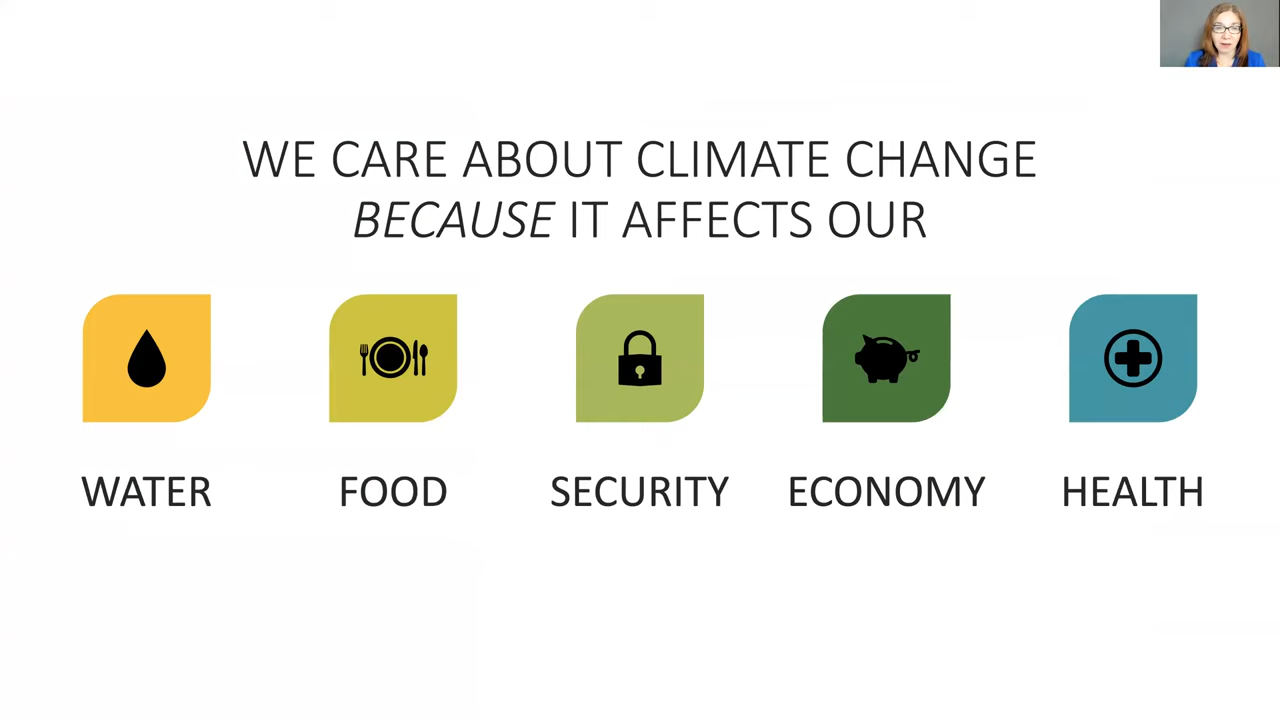 WE CARE ABOUT CLIMATE CHANGE
BECAUSE IT AFFECTS OUR
WATER
FOOD
SECURITY
ECONOMY
HEALTH